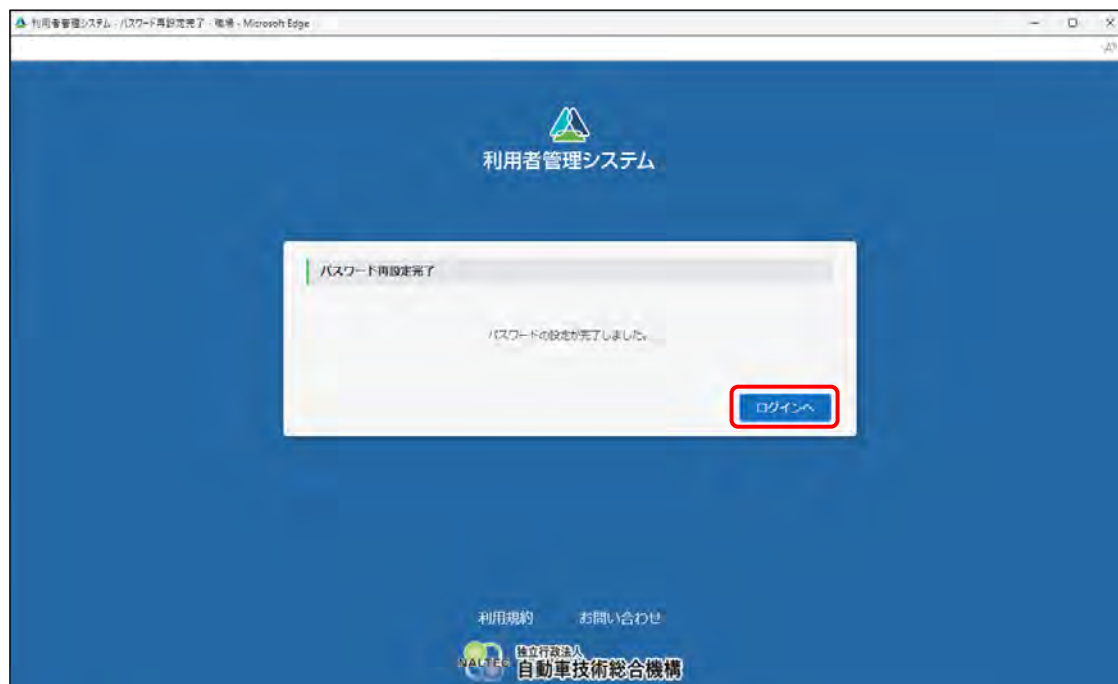 利用者管理システム - パスワード再設定完了 - 職場 - Microsoft Edge
利用者管理システム
パスワード再設定完了
パスワードの設定が完了しました。
ログインへ
利用規約 お問い合わせ
NALTEC 独立行政法人
自動車技術総合機構